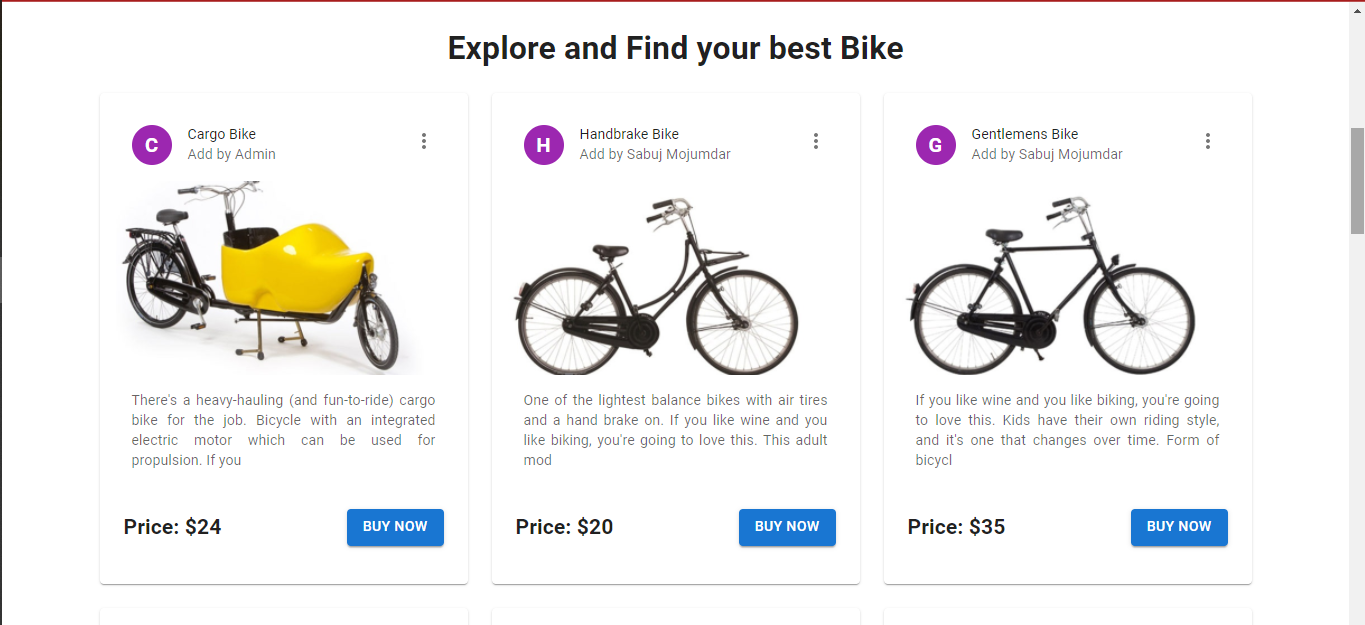 Explore and Find your best Bike
C
Cargo Bike
Add by Admin
There's a heavy-hauling (and fun-to-ride) cargo
bike for the job. Bicycle with an integrated
electric motor which can be used for
propulsion. If you
Price: $24
BUY NOW
H
Handbrake Bike
Add by Sabuj Mojumdar
One of the lightest balance bikes with air tires
and a hand brake on. If you like wine and you
like biking, you're going to love this. This adult
mod
Price: $20
BUY NOW
G
Gentlemens Bike
Add by Sabuj Mojumdar
If you like wine and you like biking, you're going
to love this. Kids have their own riding style,
and it's one that changes over time. Form of
bicycl
Price: $35
BUY NOW